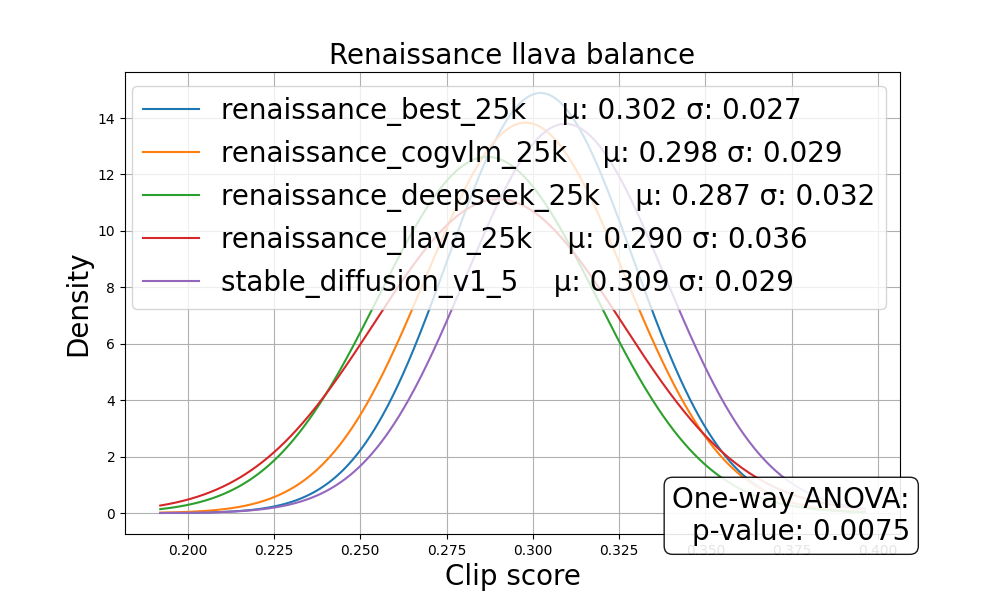 Renaissance llava balance
renaissance_best_25k μ: 0.302 σ: 0.027
renaissance_cogvlm_25k μ: 0.298 σ: 0.029
renaissance_deepseek_25k μ: 0.287 σ: 0.032
renaissance_llava_25k μ: 0.290 σ: 0.036
stable_diffusion_v1_5 μ: 0.309 σ: 0.029
Density
14
12
10
8
6
4
2
0
One-way ANOVA:
p-value: 0.0075
0.200 0.225 0.250 0.275 0.300 0.325 0.350 0.375 0.400
Clip score